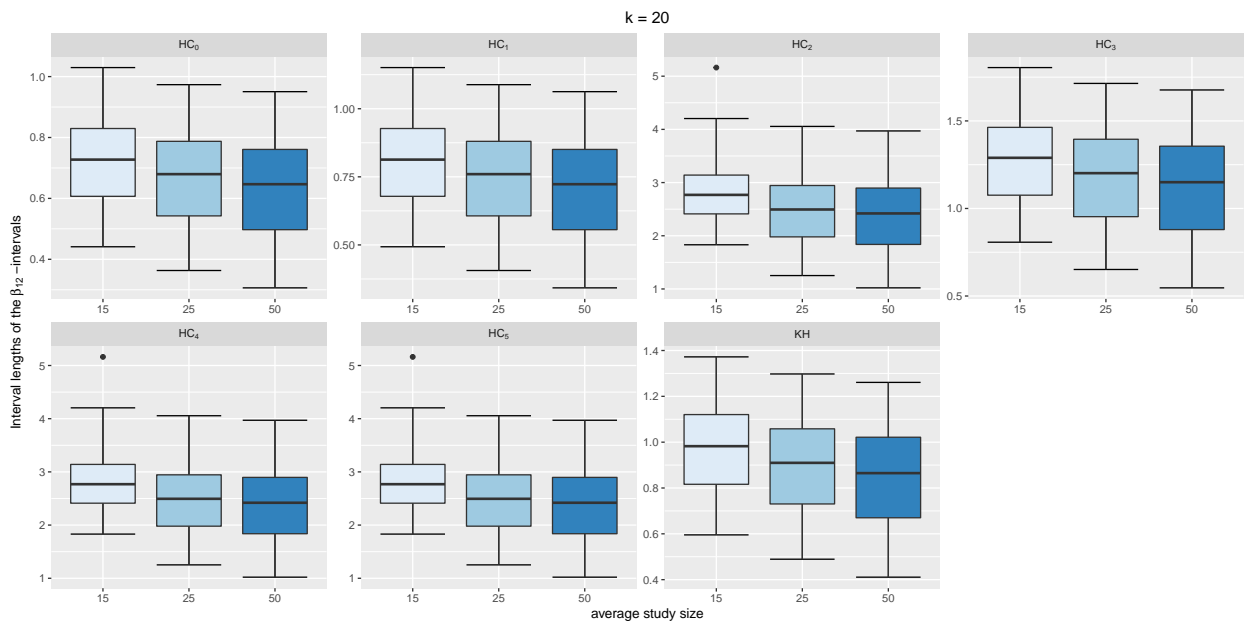 k = 20
HC₀
HC₁
HC₂
HC₃
1.0
0.8
0.6
0.4
1.00
0.75
0.50
5
4
3
2
1
1.5
1.0
0.5
15 25 50
15 25 50
15 25 50
15 25 50
Interval lengths of the β₁₂ −intervals
HC₄
HC₅
KH
5
4
3
2
1
5
4
3
2
1
1.4
1.2
1.0
0.8
0.6
0.4
15 25 50
15 25 50
15 25 50
average study size